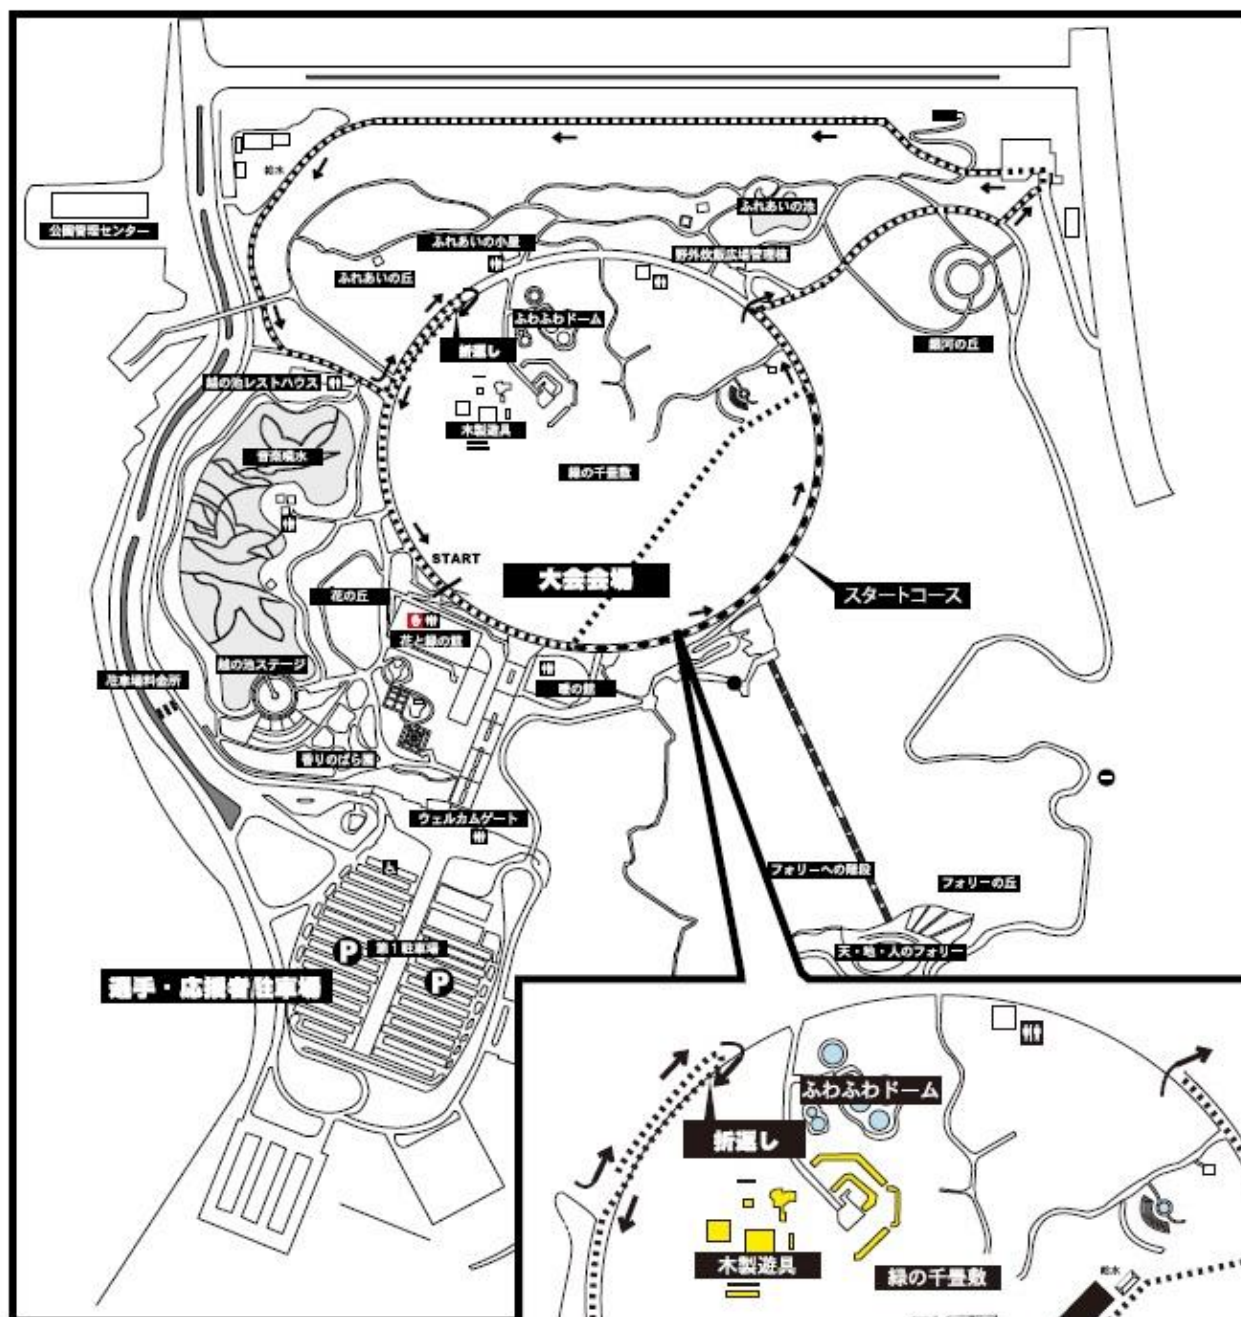 給水
公園管理センター
ふれあいの池
ふれあいの小屋
野外炊飯広場管理棟
ふれあいの丘
ふわふわドーム
銀河の丘
折返し
越の池レストハウス
木製遊具
音楽噴水
緑の千畳敷
START
大会会場
スタートコース
花の丘
花と緑の館
越の池ステージ
暖の館
駐車場料金所
香りのばら園
ウェルカムゲート
フォリーへの階段
フォリーの丘
P
第1駐車場
天・地・人のフォリー
P
選手・応援者駐車場
ふわふわドーム
折返し
木製遊具
緑の千畳敷
給水